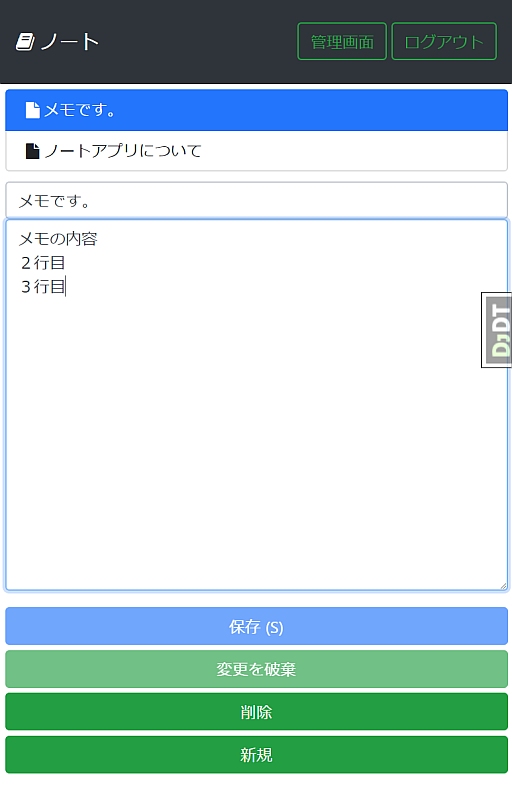 ノート
管理画面
ログアウト
メモです。
ノートアプリについて
メモです。
メモの内容
２行目
３行目
DjDT
保存 (S)
変更を破棄
削除
新規